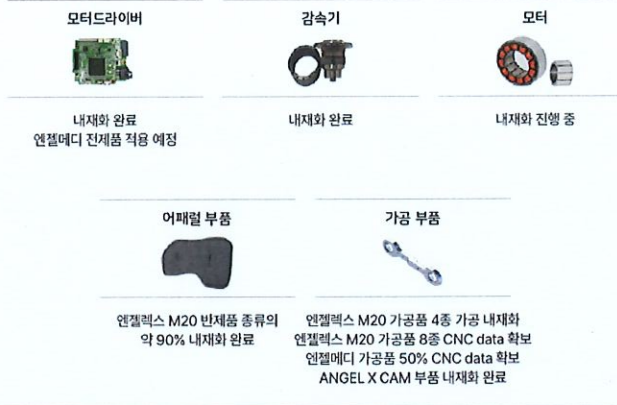 모터드라이버
감속기
모터
내재화 완료
엔젤메디 전제품 적용 예정
내재화 완료
내재화 진행 중
어패럴 부품
가공 부품
엔젤렉스 M20 반제품 종류의
약 90% 내재화 완료
엔젤렉스 M20 가공품 4종 가공 내재화
엔젤렉스 M20 가공품 8종 CNC data 확보
엔젤메디 가공품 50% CNC data 확보
ANGEL X CAM 부품 내재화 완료